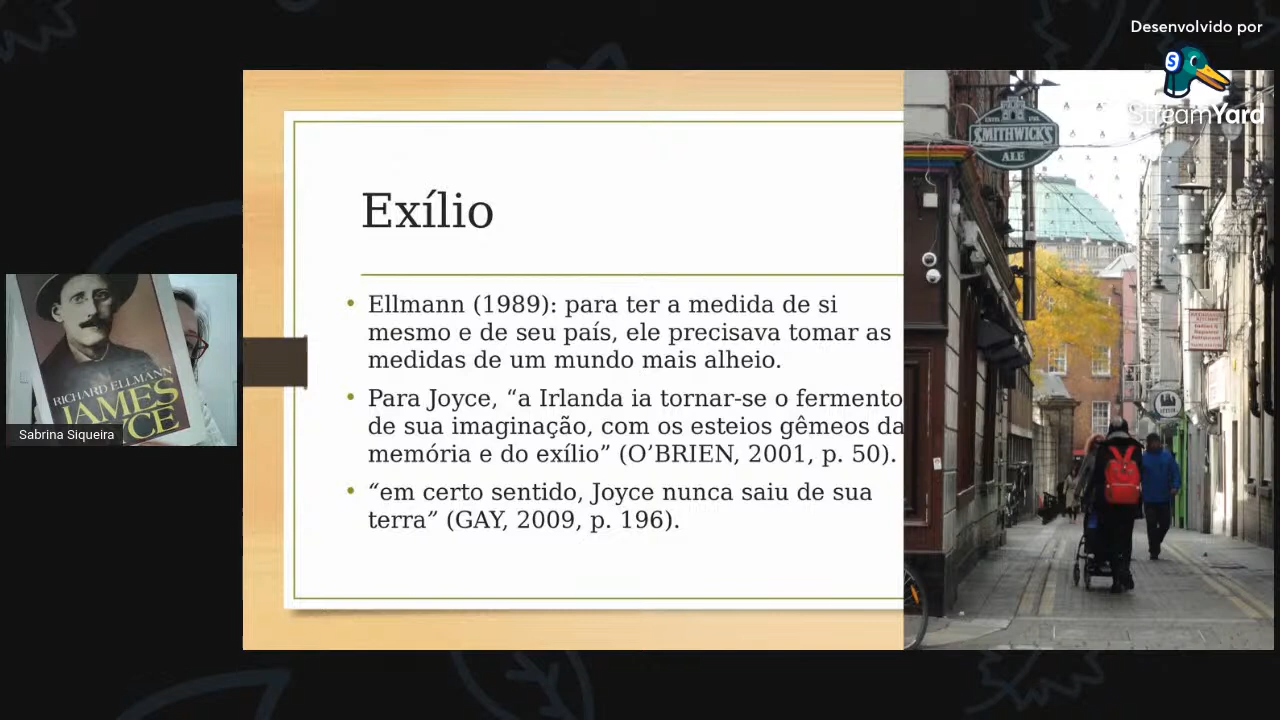 Desenvolvido por
StreamYard
Exílio
• Ellmann (1989): para ter a medida de si
mesmo e de seu país, ele precisava tomar as
medidas de um mundo mais alheio.
• Para Joyce, “a Irlanda ia tornar-se o fermento
de sua imaginação, com os esteios gêmeos da
memória e do exílio” (O’BRIEN, 2001, p. 50).
• “em certo sentido, Joyce nunca saiu de sua
terra” (GAY, 2009, p. 196).
RICHARD ELLMANN
JAMES
YCE
Sabrina Siqueira
SMITHWICK'S
ALE